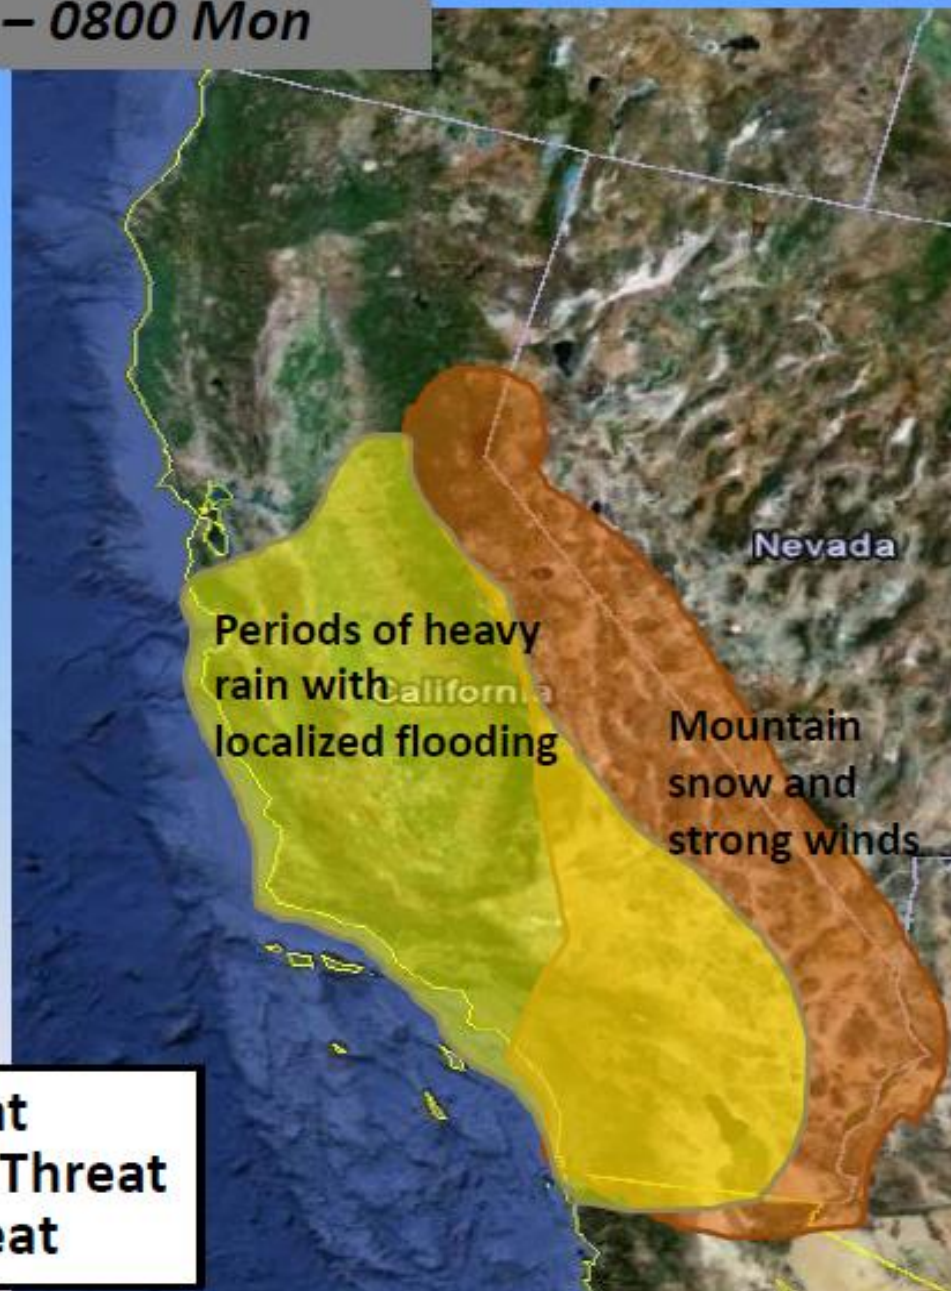 – 0800 Mon
Nevada
Periods of heavy
rain with
California
localized flooding
Mountain
snow and
strong winds
Threat